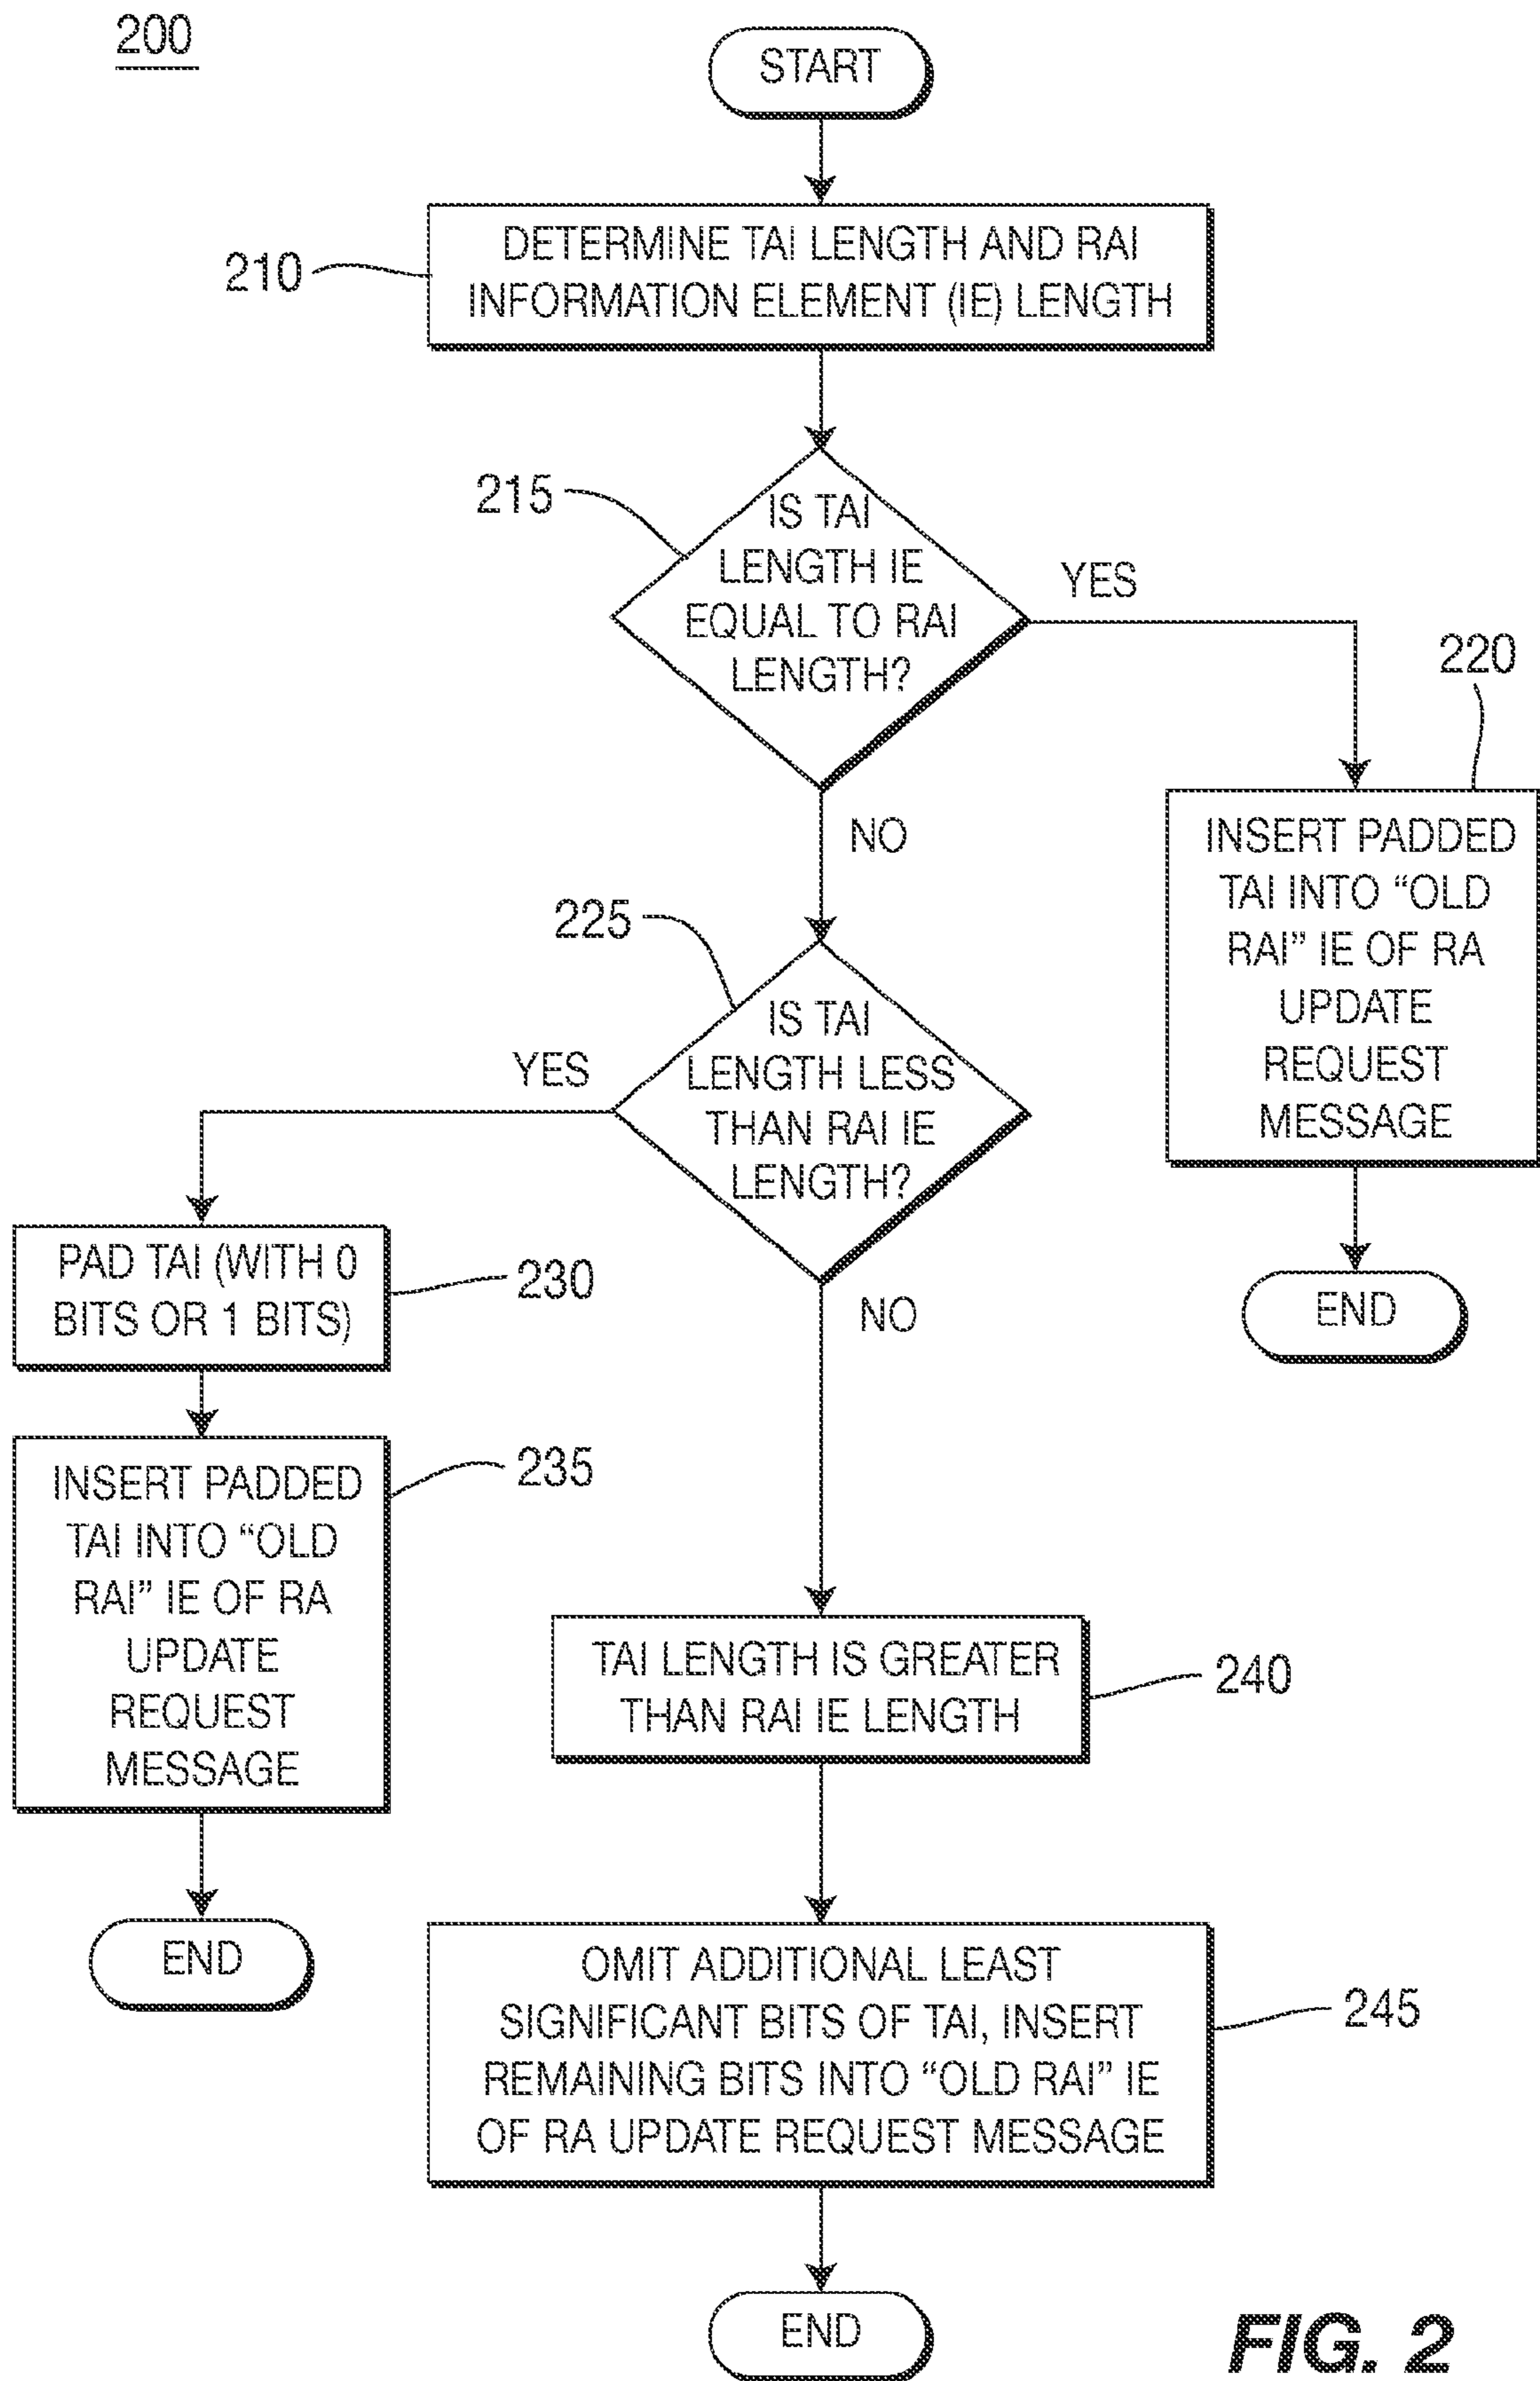 200
START
210
DETERMINE TAI LENGTH AND RAI
INFORMATION ELEMENT (IE) LENGTH
215
IS TAI
LENGTH IE
EQUAL TO RAI
LENGTH?
YES
220
INSERT PADDED
TAI INTO “OLD
RAI” IE OF RA
UPDATE
REQUEST
MESSAGE
END
NO
225
IS TAI
LENGTH LESS
THAN RAI IE
LENGTH?
YES
PAD TAI (WITH 0
BITS OR 1 BITS)
230
INSERT PADDED
TAI INTO “OLD
RAI” IE OF RA
UPDATE
REQUEST
MESSAGE
235
END
NO
TAI LENGTH IS GREATER
THAN RAI IE LENGTH
240
OMIT ADDITIONAL LEAST
SIGNIFICANT BITS OF TAI, INSERT
REMAINING BITS INTO “OLD RAI” IE
OF RA UPDATE REQUEST MESSAGE
245
END
FIG. 2